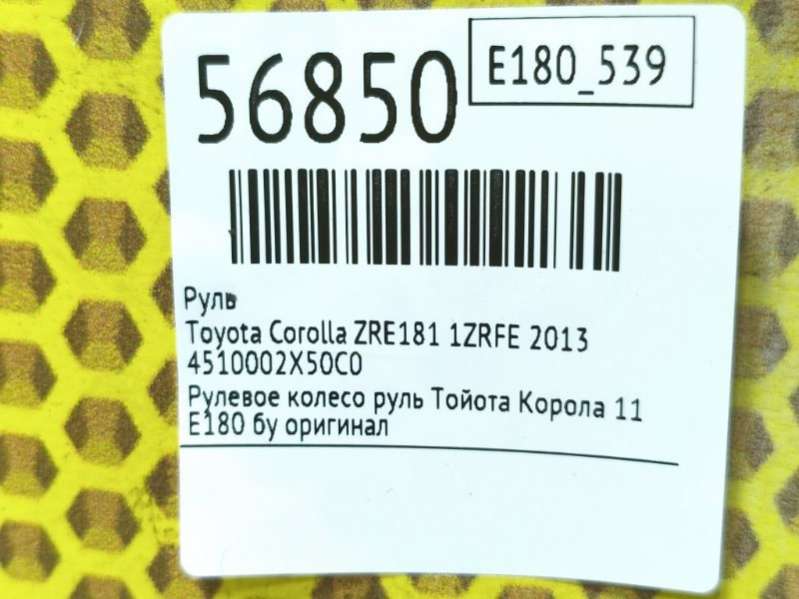 56850
E180_539
Руль
Toyota Corolla ZRE181 1ZRFE 2013
4510002X50C0
Рулевое колесо руль Тойота Корола 11
E180 бу оригинал